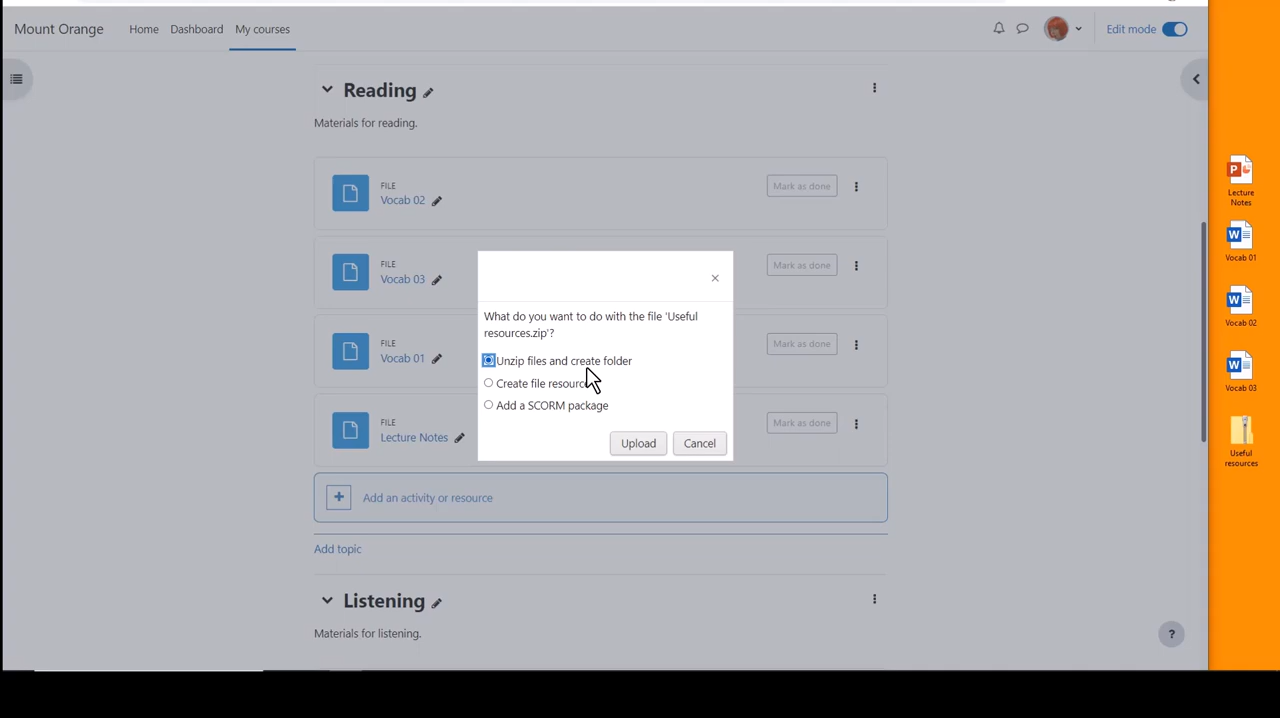 Mount Orange
Home
Dashboard
My courses
Edit mode
Reading
Materials for reading.
FILE
Vocab 02
Mark as done
FILE
Vocab 03
Mark as done
FILE
Vocab 01
Mark as done
FILE
Lecture Notes
Mark as done
Add an activity or resource
Add topic
Listening
Materials for listening.
What do you want to do with the file 'Useful
resources.zip'?
Unzip files and create folder
Create file resource
Add a SCORM package
Upload
Cancel
?
Lecture
Notes
Vocab 01
Vocab 02
Vocab 03
Useful
resources